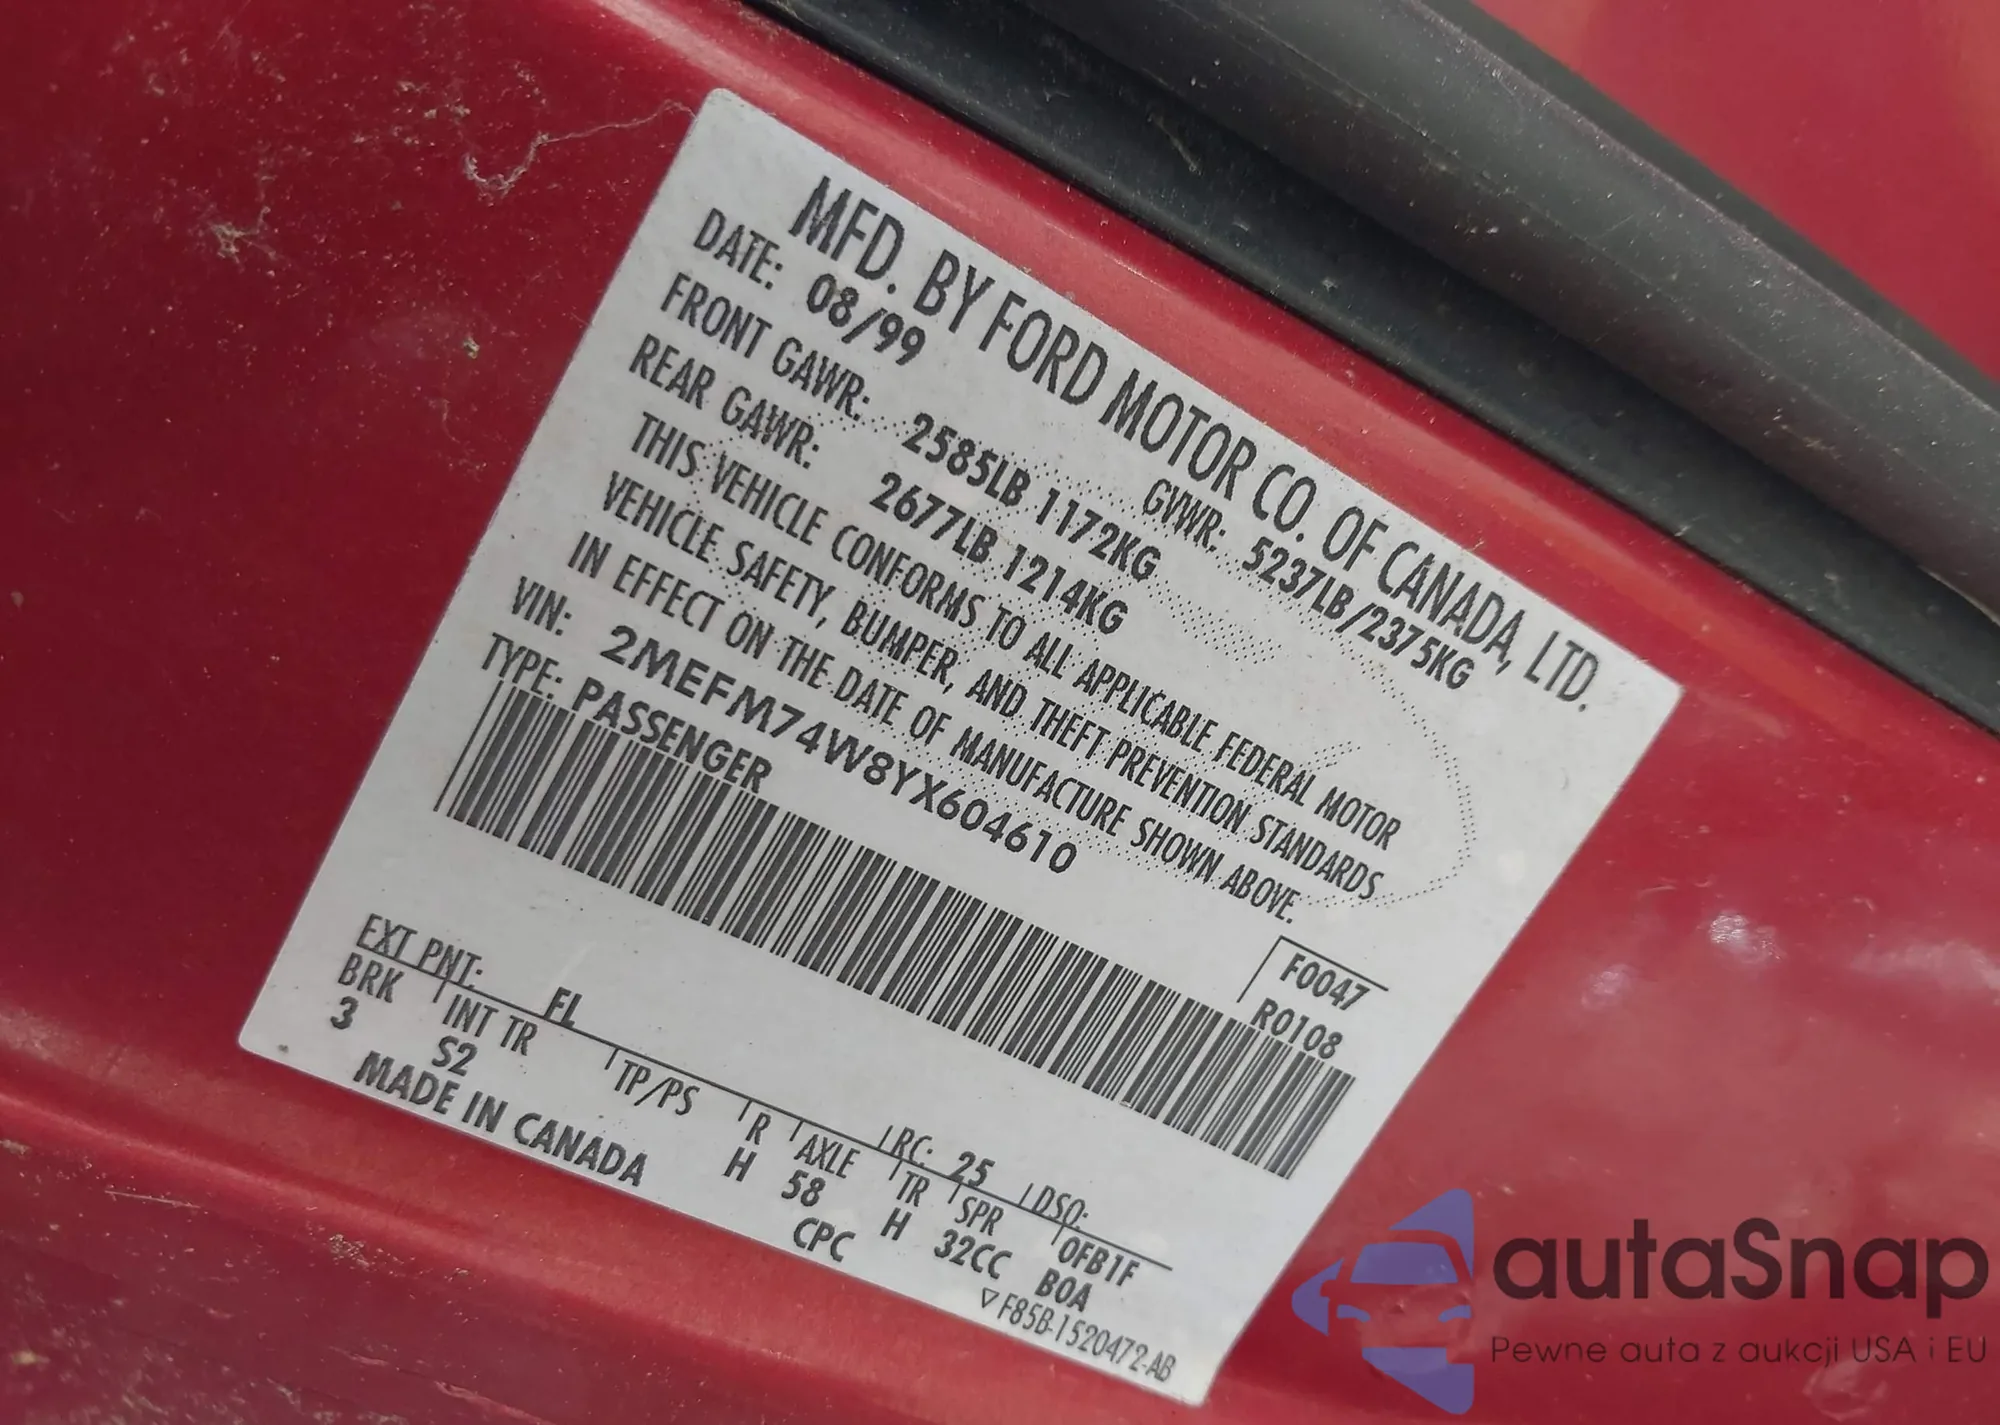 MFD. BY FORD MOTOR CO. OF CANADA, LTD.
DATE: 08/99 GVWR: 5237LB/2375KG
FRONT GAWR: 2585LB 1172KG
REAR GAWR: 2677LB 1214KG
THIS VEHICLE CONFORMS TO ALL APPLICABLE FEDERAL MOTOR
VEHICLE SAFETY, BUMPER, AND THEFT PREVENTION STANDARDS
IN EFFECT ON THE DATE OF MANUFACTURE SHOWN ABOVE.
VIN: 2MEFM74W8YX604610
TYPE: PASSENGER
F0047
R0108
EXT PNT: FL RC: 25 DSO:
BRK INT TR TP/PS R AXLE TR SPR 0FB1F
3 S2 H 58 H 32CC BOA
MADE IN CANADA CPC
▽F85B-1520472-AB
autaSnap
Pewne auta z aukcji USA i EU